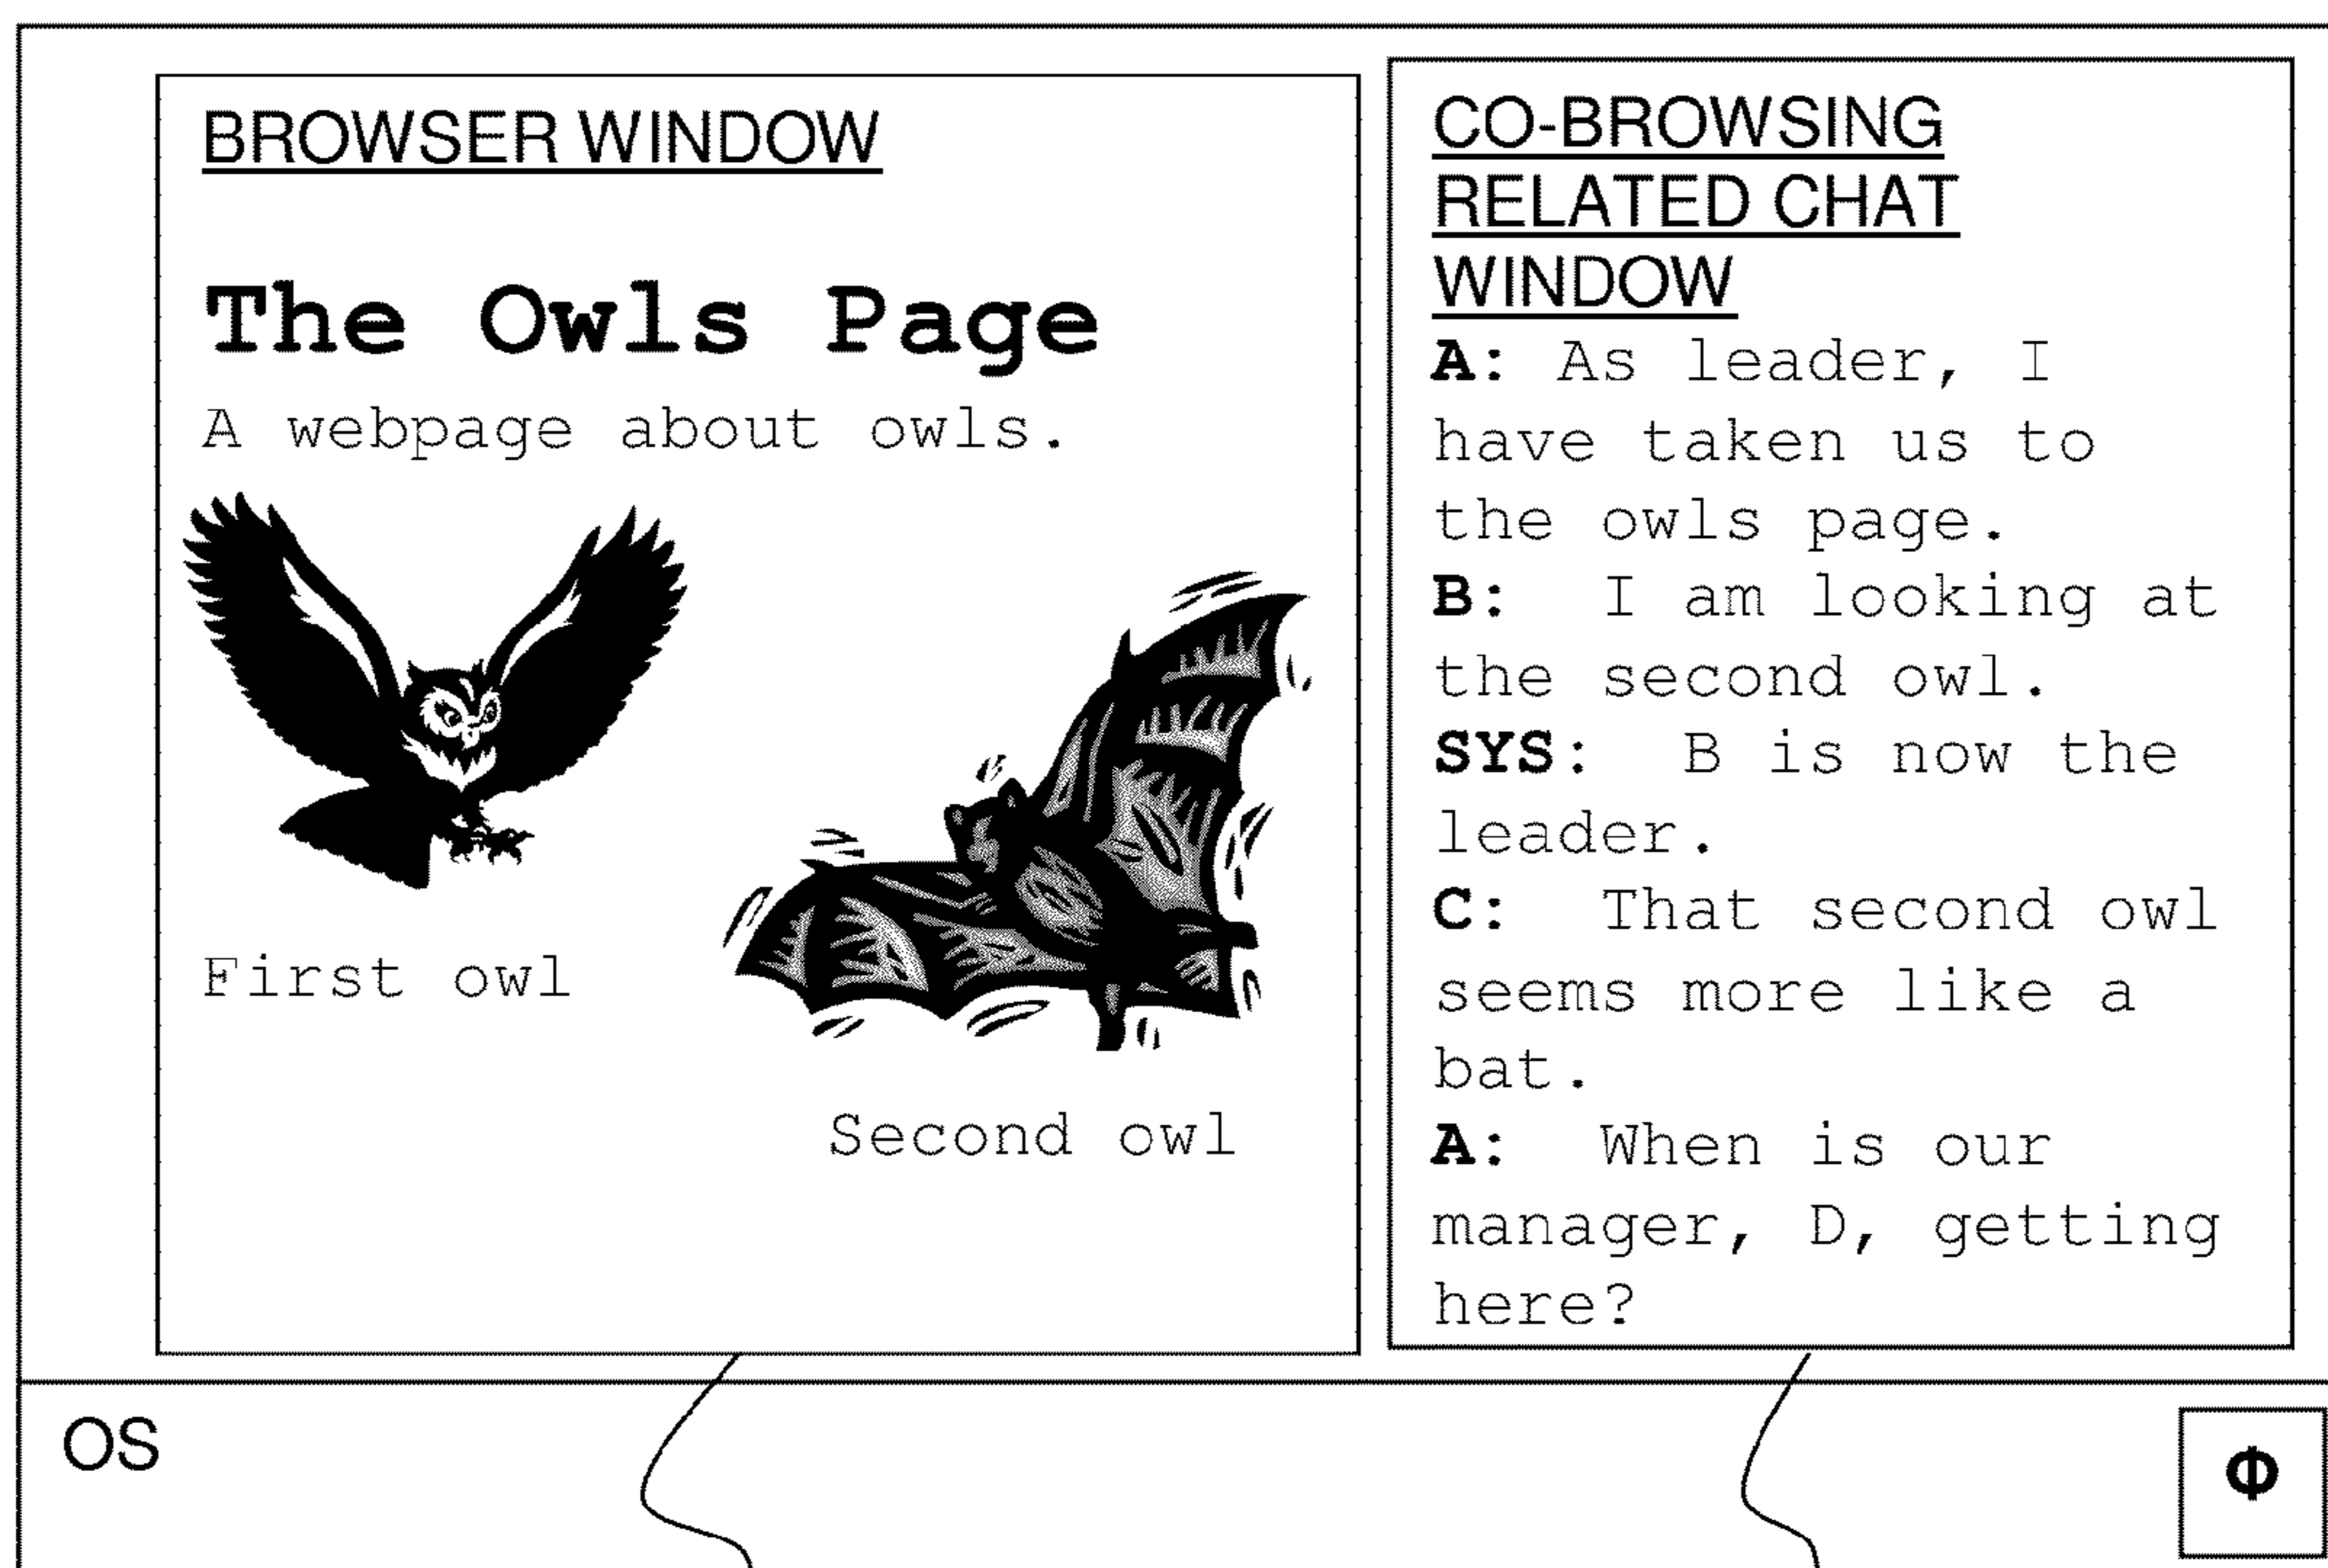 BROWSER WINDOW
The Owls Page
A webpage about owls.
First owl
Second owl
CO-BROWSING
RELATED CHAT
WINDOW
A: As leader, I
have taken us to
the owls page.
B: I am looking at
the second owl.
SYS: B is now the
leader.
C: That second owl
seems more like a
bat.
A: When is our
manager, D, getting
here?
OS
Φ